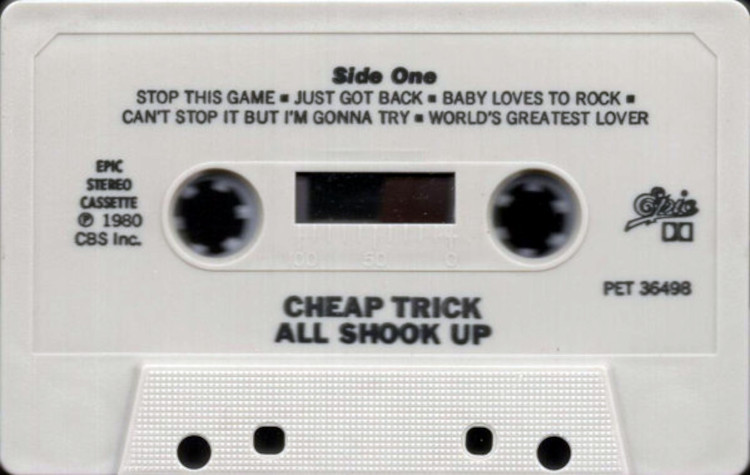 Side One
STOP THIS GAME ▪ JUST GOT BACK ▪ BABY LOVES TO ROCK ▪
CAN'T STOP IT BUT I'M GONNA TRY ▪ WORLD'S GREATEST LOVER
EPIC
STEREO
CASSETTE
℗ 1980
CBS Inc.
Epic
PET 36498
100 50 0
CHEAP TRICK
ALL SHOOK UP